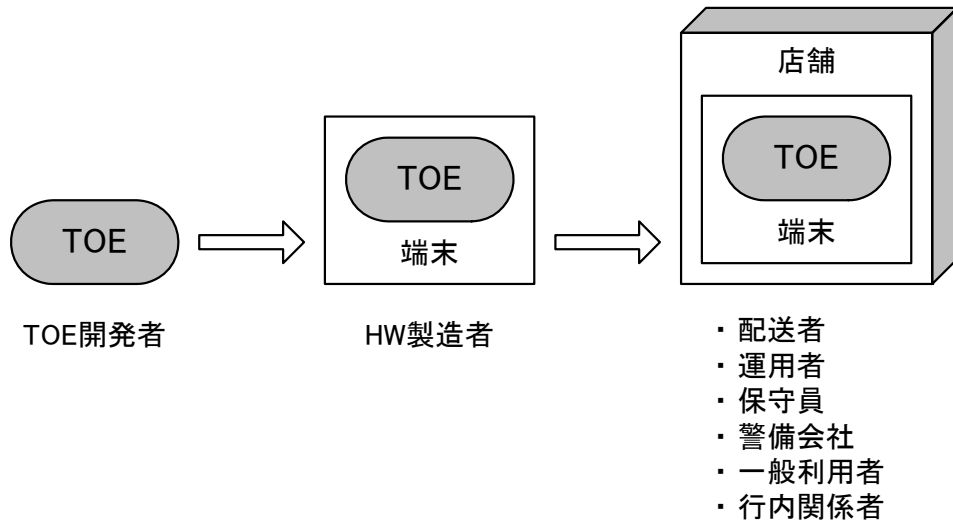 TOE
TOE開発者
TOE
端末
HW製造者
店舗
TOE
端末
・配送者
・運用者
・保守員
・警備会社
・一般利用者
・行内関係者